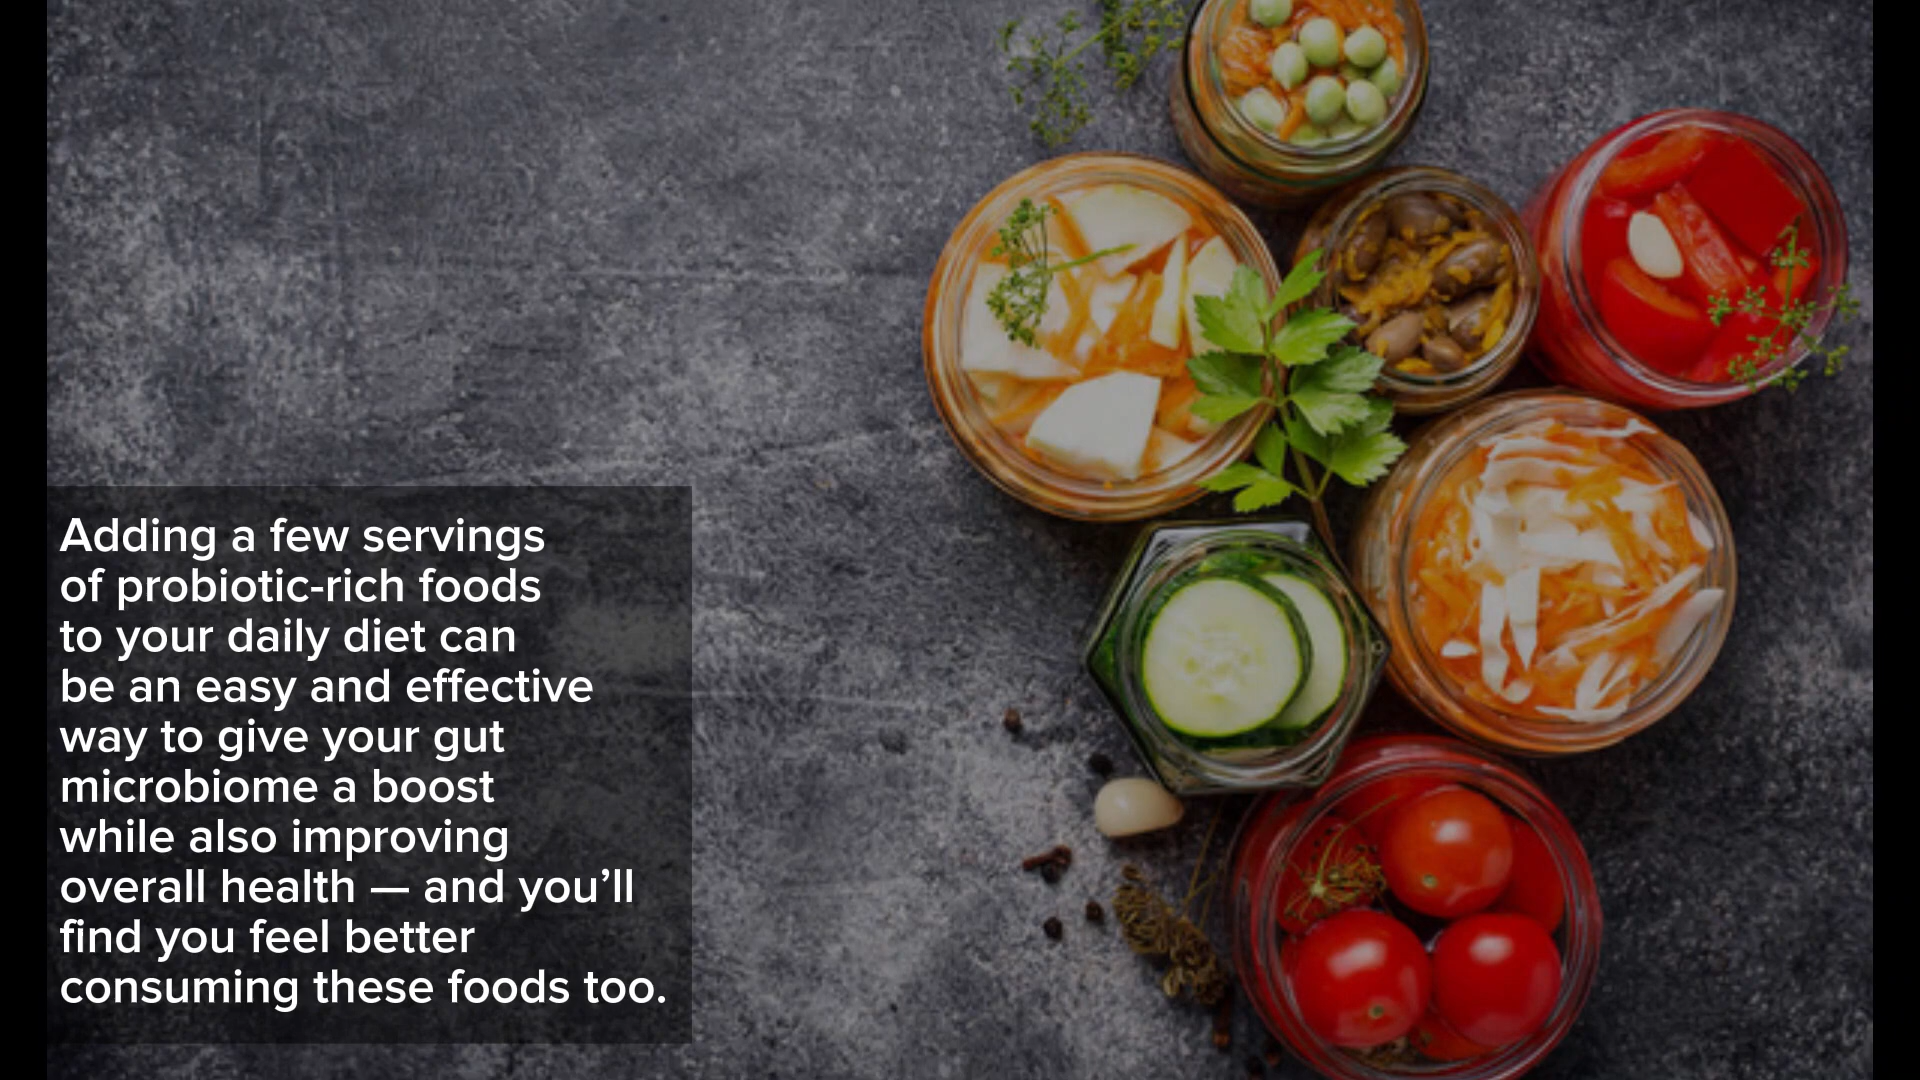 Adding a few servings
of probiotic-rich foods
to your daily diet can
be an easy and effective
way to give your gut
microbiome a boost
while also improving
overall health — and you’ll
find you feel better
consuming these foods too.